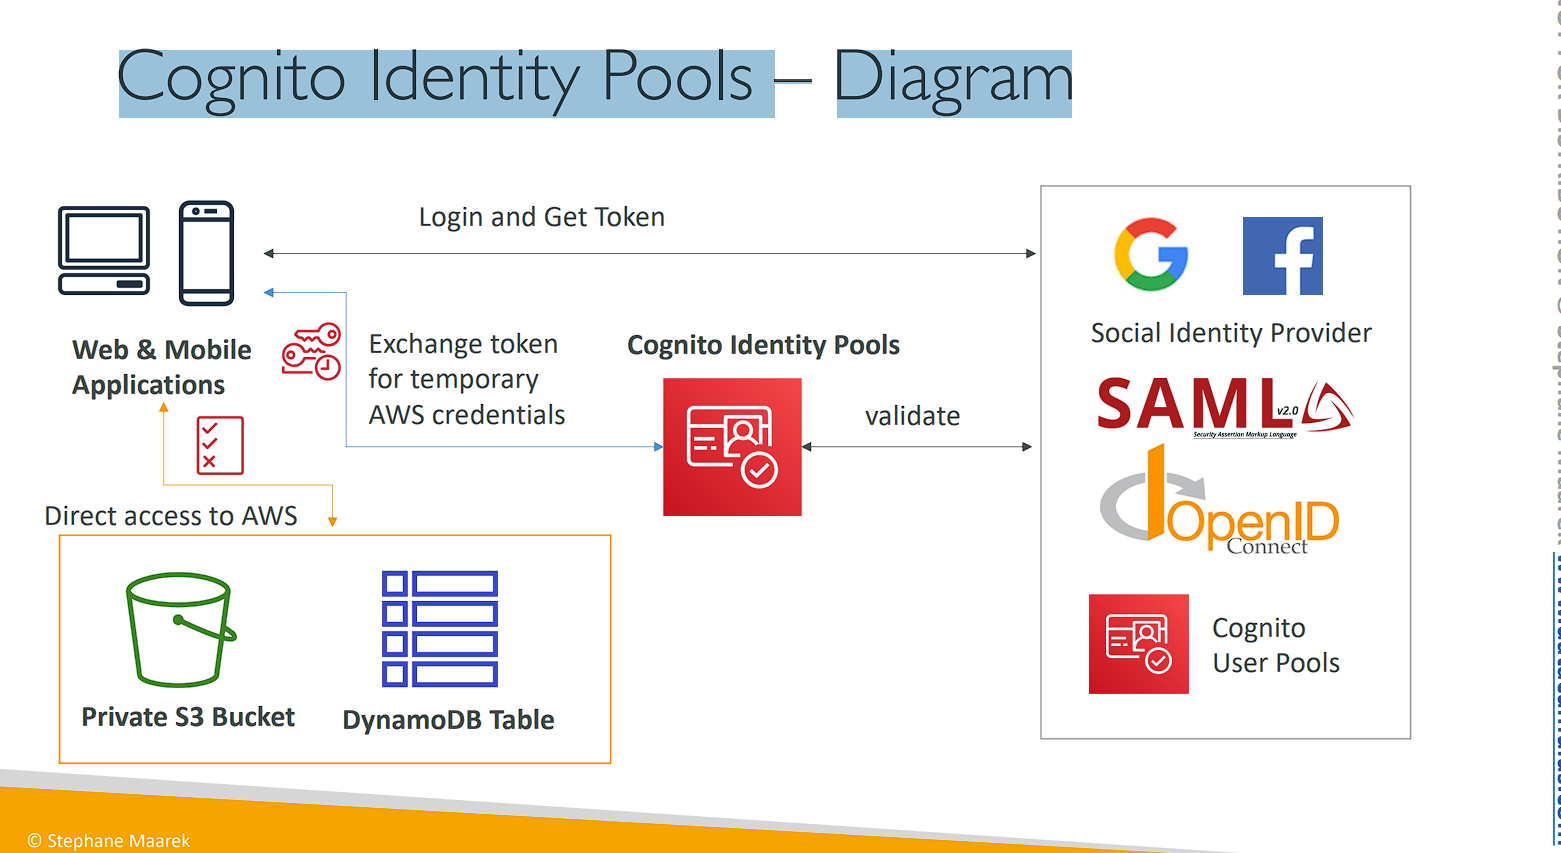 Cognito Identity Pools – Diagram
Login and Get Token
Social Identity Provider
Web & Mobile
Applications
Exchange token
for temporary
AWS credentials
Cognito Identity Pools
validate
SAML v2.0
Security Assertion Markup Language
OpenID
Connect
Direct access to AWS
Cognito
User Pools
Private S3 Bucket
DynamoDB Table
© Stephane Maarek